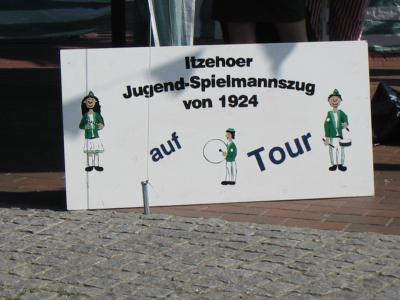 Itzehoer
Jugend-Spielmannszug
von 1924
auf
Tour